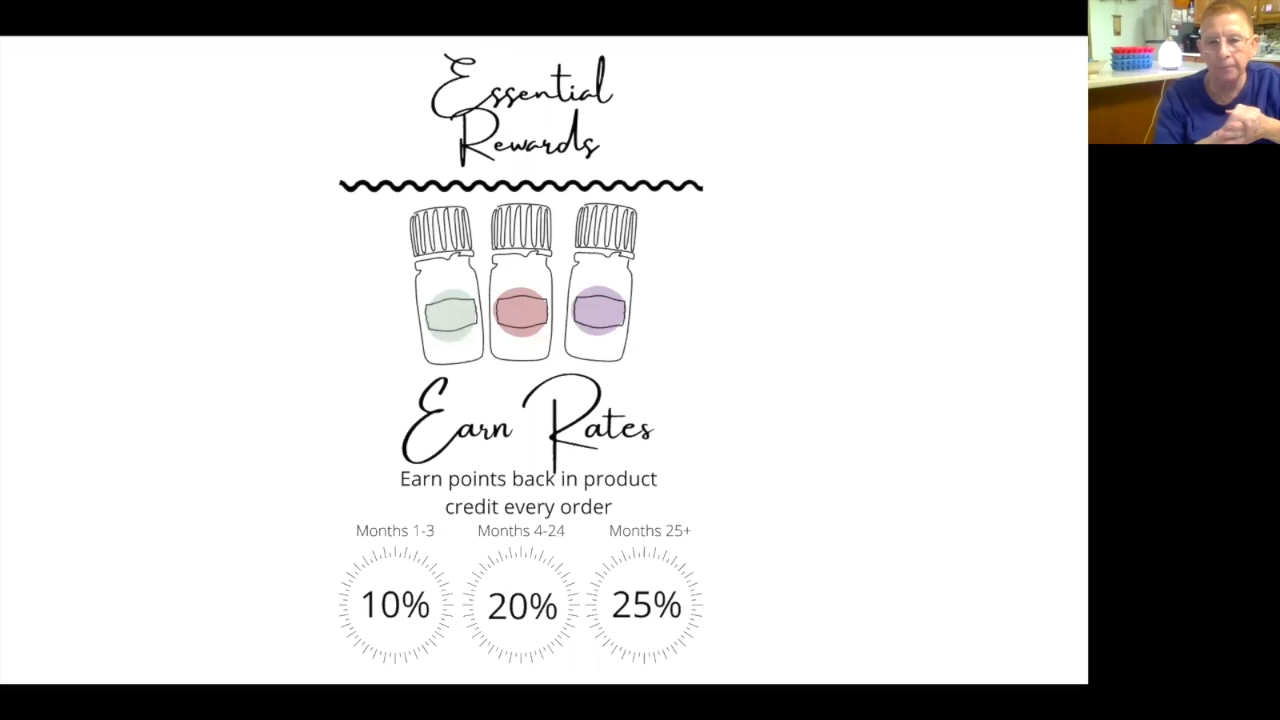 Essential
Rewards
Earn Rates
Earn points back in product
credit every order
Months 1-3 Months 4-24 Months 25+
10% 20% 25%